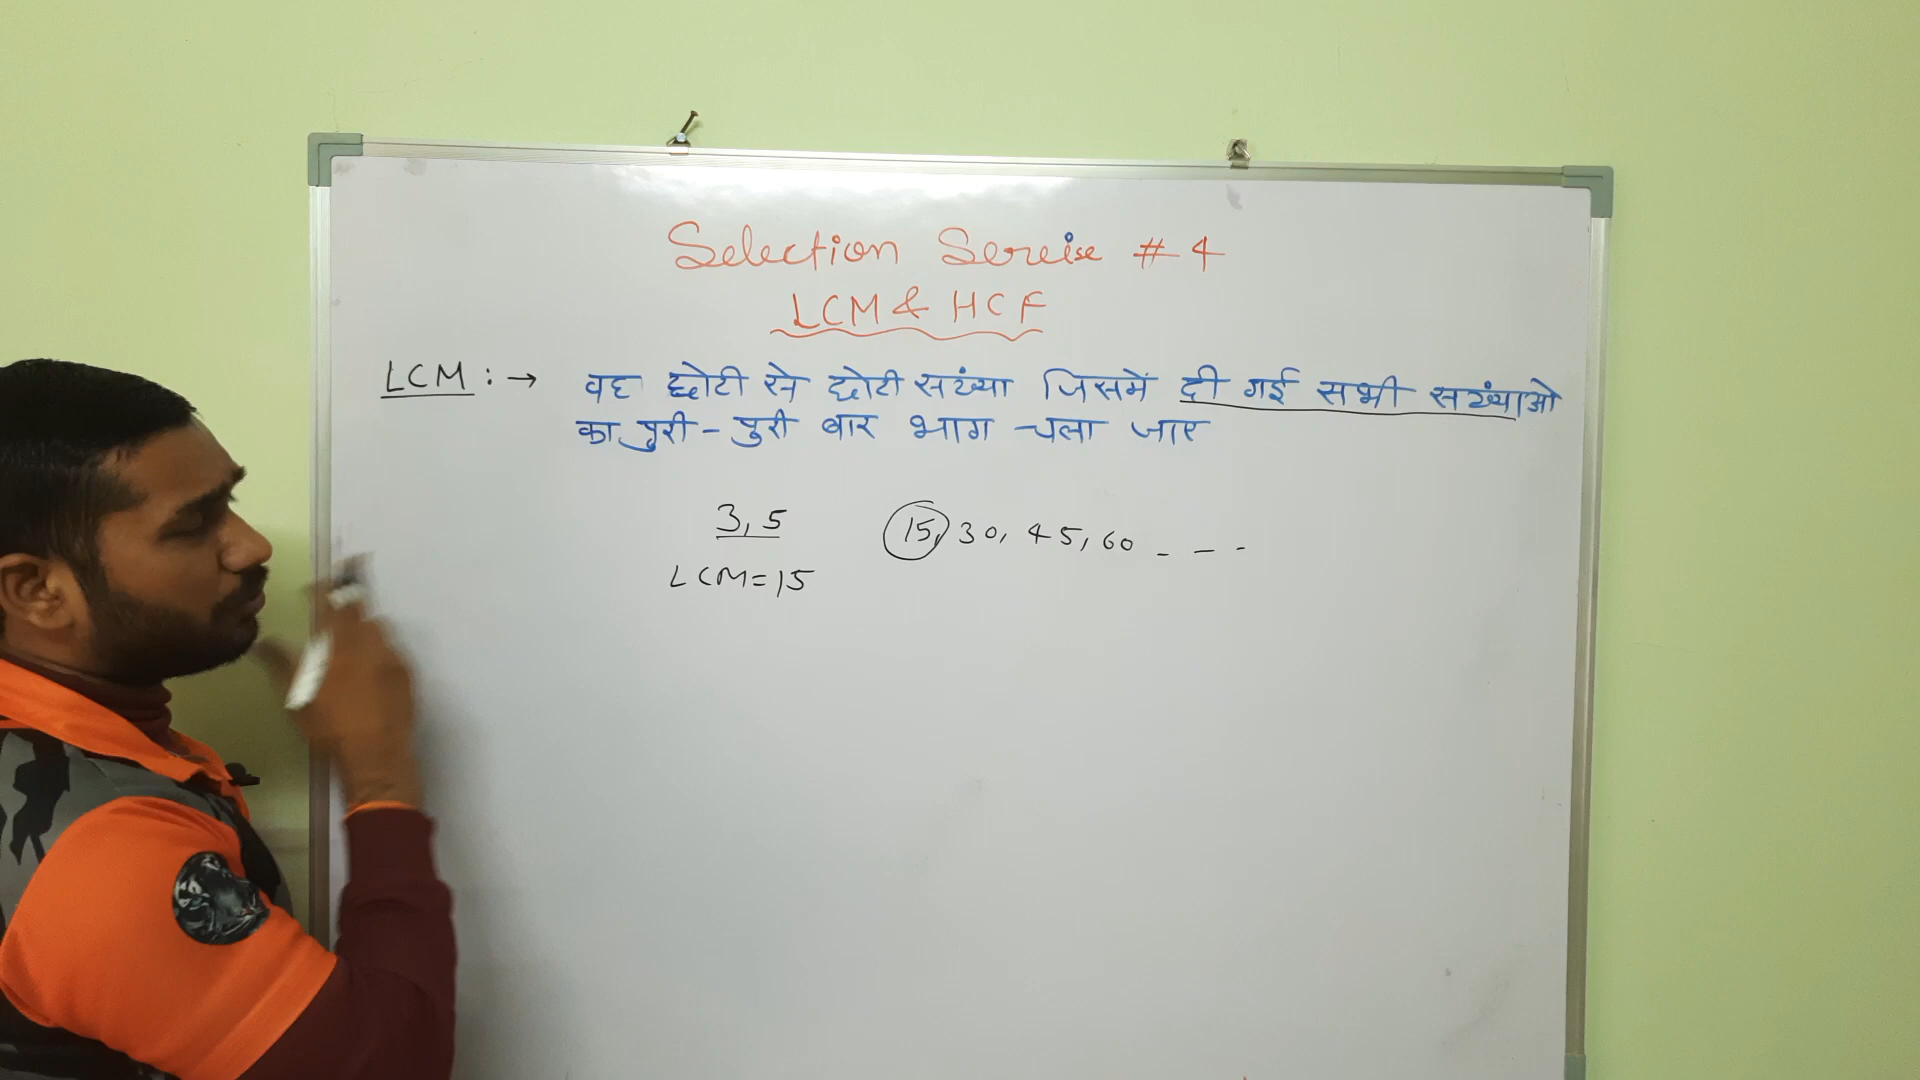 Selection Sereise # 4
LCM & HCF
LCM :→ वह छोटी से छोटी सख्ंया जिसमें दी गई सभी सख्ंयाओ
का पुरी - पुरी बार भाग चला जाए
3, 5 15, 30, 45, 60 - - -
LCM = 15